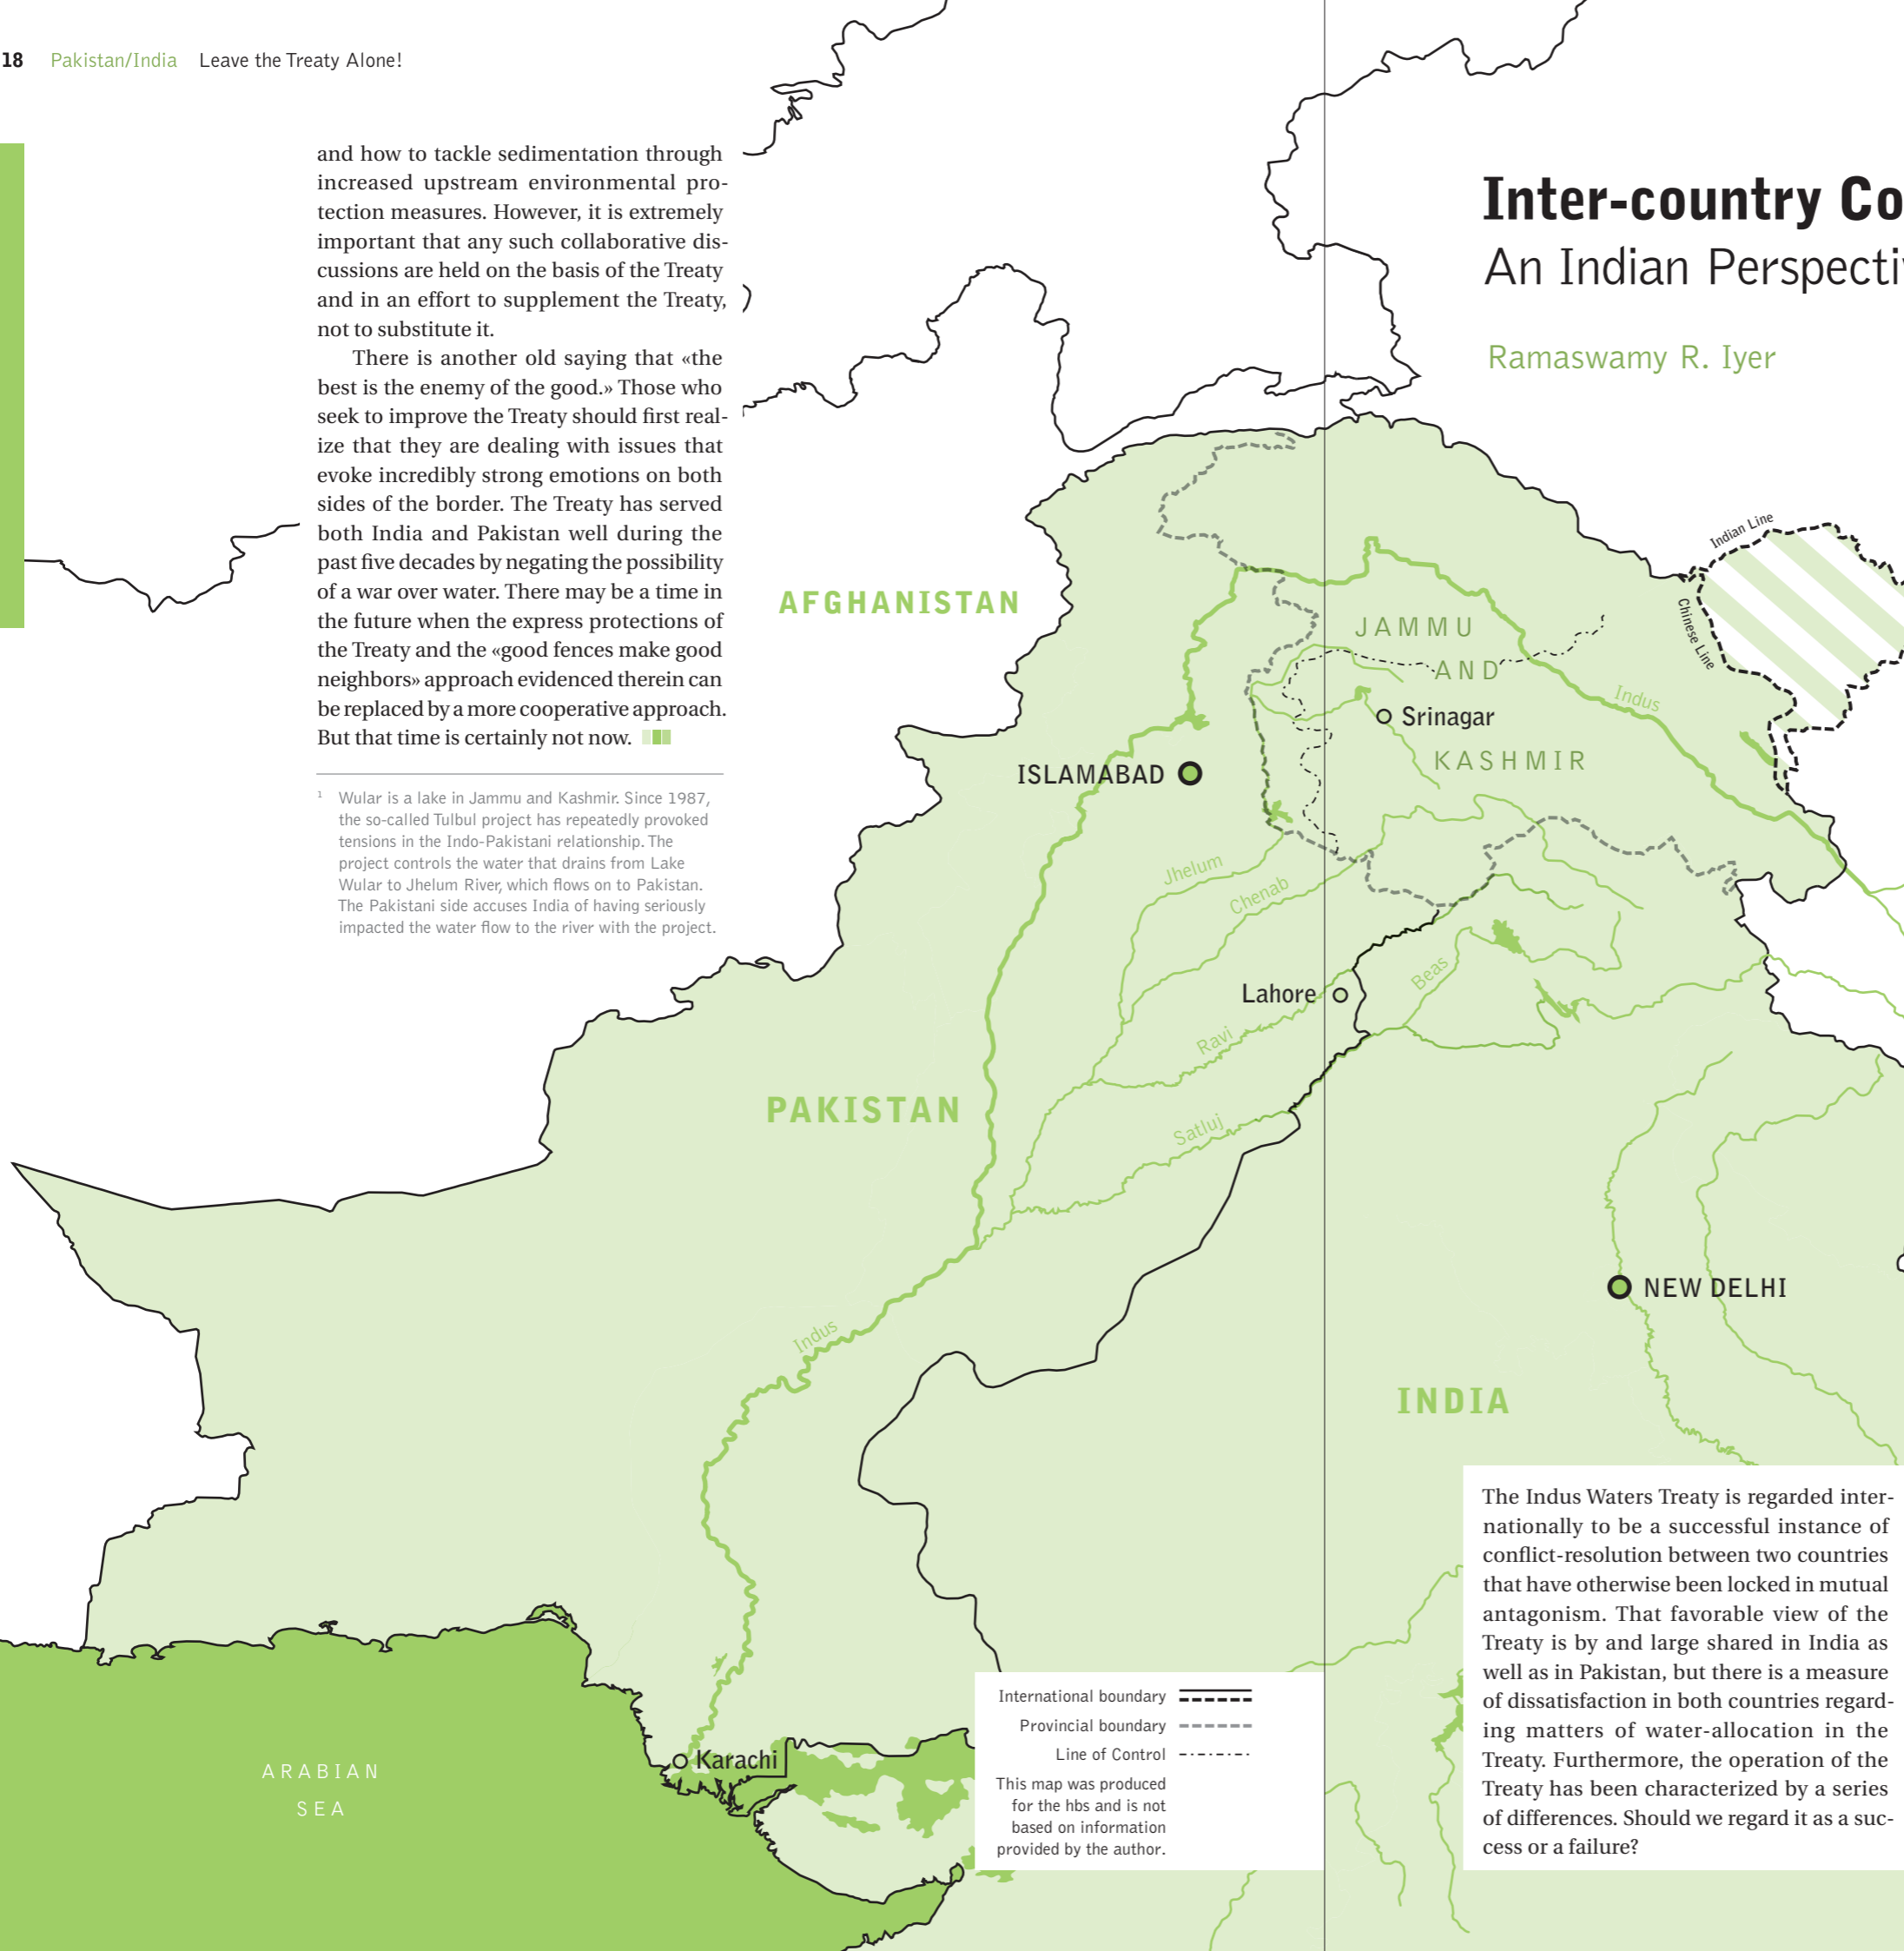 18 Pakistan/India Leave the Treaty Alone!
and how to tackle sedimentation through
increased upstream environmental pro-
tection measures. However, it is extremely
important that any such collaborative dis-
cussions are held on the basis of the Treaty
and in an effort to supplement the Treaty,
not to substitute it.
There is another old saying that «the
best is the enemy of the good.» Those who
seek to improve the Treaty should first real-
ize that they are dealing with issues that
evoke incredibly strong emotions on both
sides of the border. The Treaty has served
both India and Pakistan well during the
past five decades by negating the possibility
of a war over water. There may be a time in
the future when the express protections of
the Treaty and the «good fences make good
neighbors» approach evidenced therein can
be replaced by a more cooperative approach.
But that time is certainly not now.
1 Wular is a lake in Jammu and Kashmir. Since 1987,
the so-called Tulbul project has repeatedly provoked
tensions in the Indo-Pakistani relationship. The
project controls the water that drains from Lake
Wular to Jhelum River, which flows on to Pakistan.
The Pakistani side accuses India of having seriously
impacted the water flow to the river with the project.
Inter-country Co
An Indian Perspecti
Ramaswamy R. Iyer
Indian Line
Chinese Line
AFGHANISTAN
JAMMU
AND
KASHMIR
Indus
Srinagar
ISLAMABAD
Jhelum
Chenab
Beas
Lahore
Ravi
PAKISTAN
Satluj
NEW DELHI
Indus
INDIA
Karachi
ARABIAN
SEA
International boundary
Provincial boundary
Line of Control
This map was produced
for the hbs and is not
based on information
provided by the author.
The Indus Waters Treaty is regarded inter-
nationally to be a successful instance of
conflict-resolution between two countries
that have otherwise been locked in mutual
antagonism. That favorable view of the
Treaty is by and large shared in India as
well as in Pakistan, but there is a measure
of dissatisfaction in both countries regard-
ing matters of water-allocation in the
Treaty. Furthermore, the operation of the
Treaty has been characterized by a series
of differences. Should we regard it as a suc-
cess or a failure?